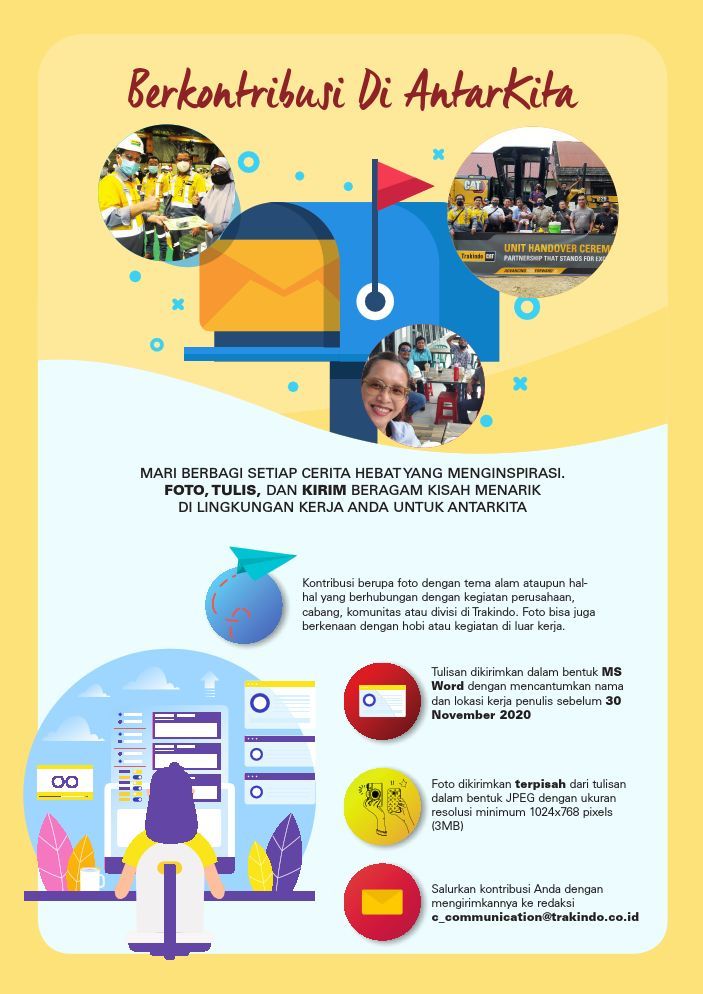 Berkontribusi Di AntarKita
CAT
Trakindo CAT
UNIT HANDOVER CEREM
PARTNERSHIP THAT STANDS FOR EXC
MARI BERBAGI SETIAP CERITA HEBAT YANG MENGINSPIRASI.
FOTO, TULIS, DAN KIRIM BERAGAM KISAH MENARIK
DI LINGKUNGAN KERJA ANDA UNTUK ANTARKITA
Kontribusi berupa foto dengan tema alam ataupun hal-
hal yang berhubungan dengan kegiatan perusahaan,
cabang, komunitas atau divisi di Trakindo. Foto bisa juga
berkenaan dengan hobi atau kegiatan di luar kerja.
Tulisan dikirimkan dalam bentuk MS
Word dengan mencantumkan nama
dan lokasi kerja penulis sebelum 30
November 2020
Foto dikirimkan terpisah dari tulisan
dalam bentuk JPEG dengan ukuran
resolusi minimum 1024x768 pixels
(3MB)
Salurkan kontribusi Anda dengan
mengirimkannya ke redaksi
c_communication@trakindo.co.id